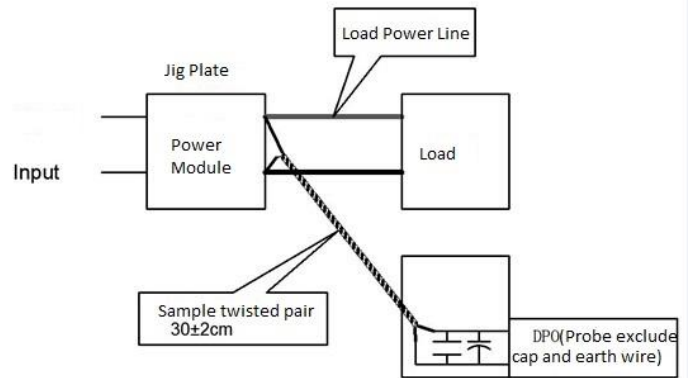 Load Power Line
Jig Plate
Power
Module
Load
Input
Sample twisted pair
30±2cm
DPO(Probe exclude
cap and earth wire)